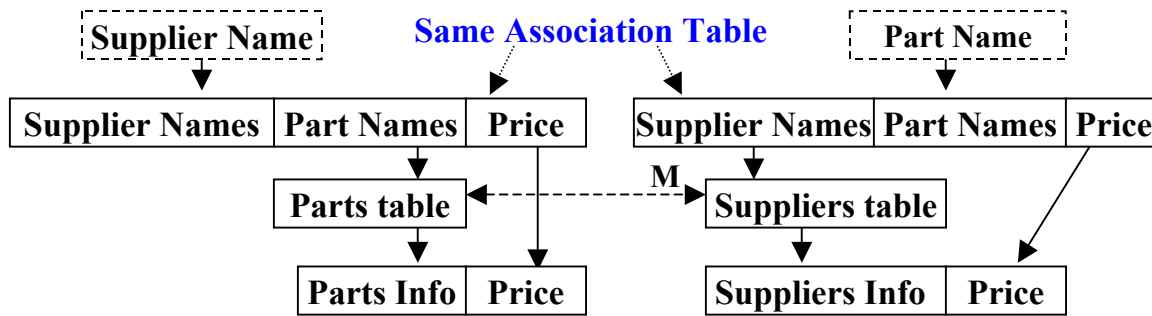 Supplier Name Same Association Table Part Name
Supplier Names Part Names Price Supplier Names Part Names Price
M
Parts table Suppliers table
Parts Info Price Suppliers Info Price